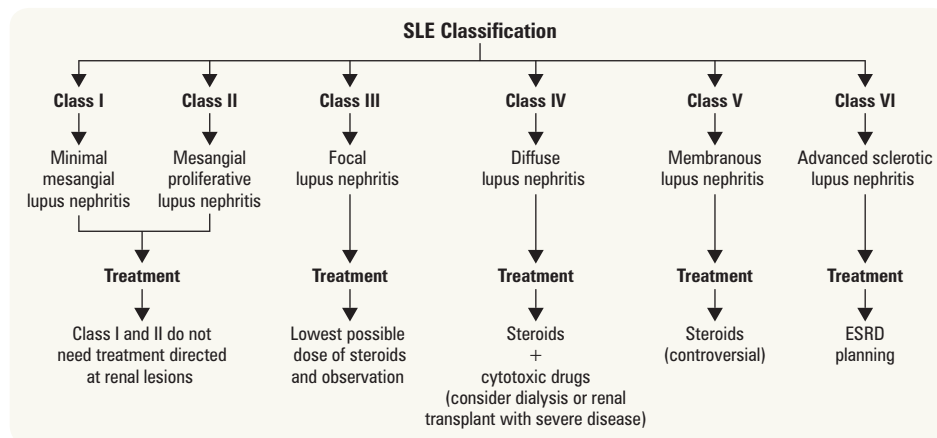 SLE Classification
Class I
Class II
Class III
Class IV
Class V
Class VI
Minimal
mesangial
lupus nephritis
Mesangial
proliferative
lupus nephritis
Focal
lupus nephritis
Diffuse
lupus nephritis
Membranous
lupus nephritis
Advanced sclerotic
lupus nephritis
Treatment
Treatment
Treatment
Treatment
Treatment
Class I and II do not
need treatment directed
at renal lesions
Lowest possible
dose of steroids
and observation
Steroids
+
cytotoxic drugs
(consider dialysis or renal
transplant with severe disease)
Steroids
(controversial)
ESRD
planning